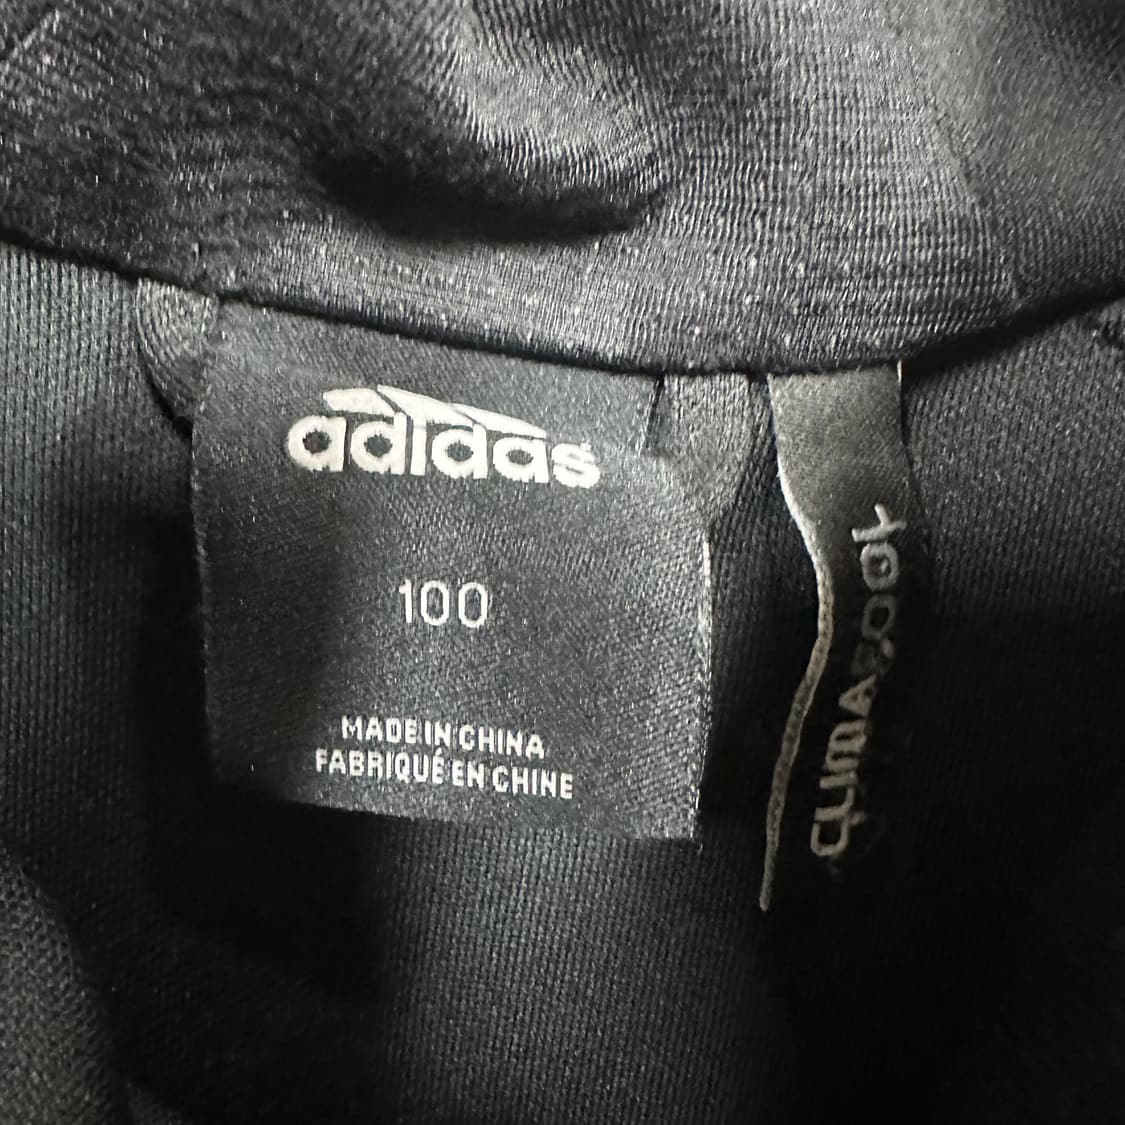 adidas
100
MADE IN CHINA
FABRIQUÉ EN CHINE
CLIMACOOL